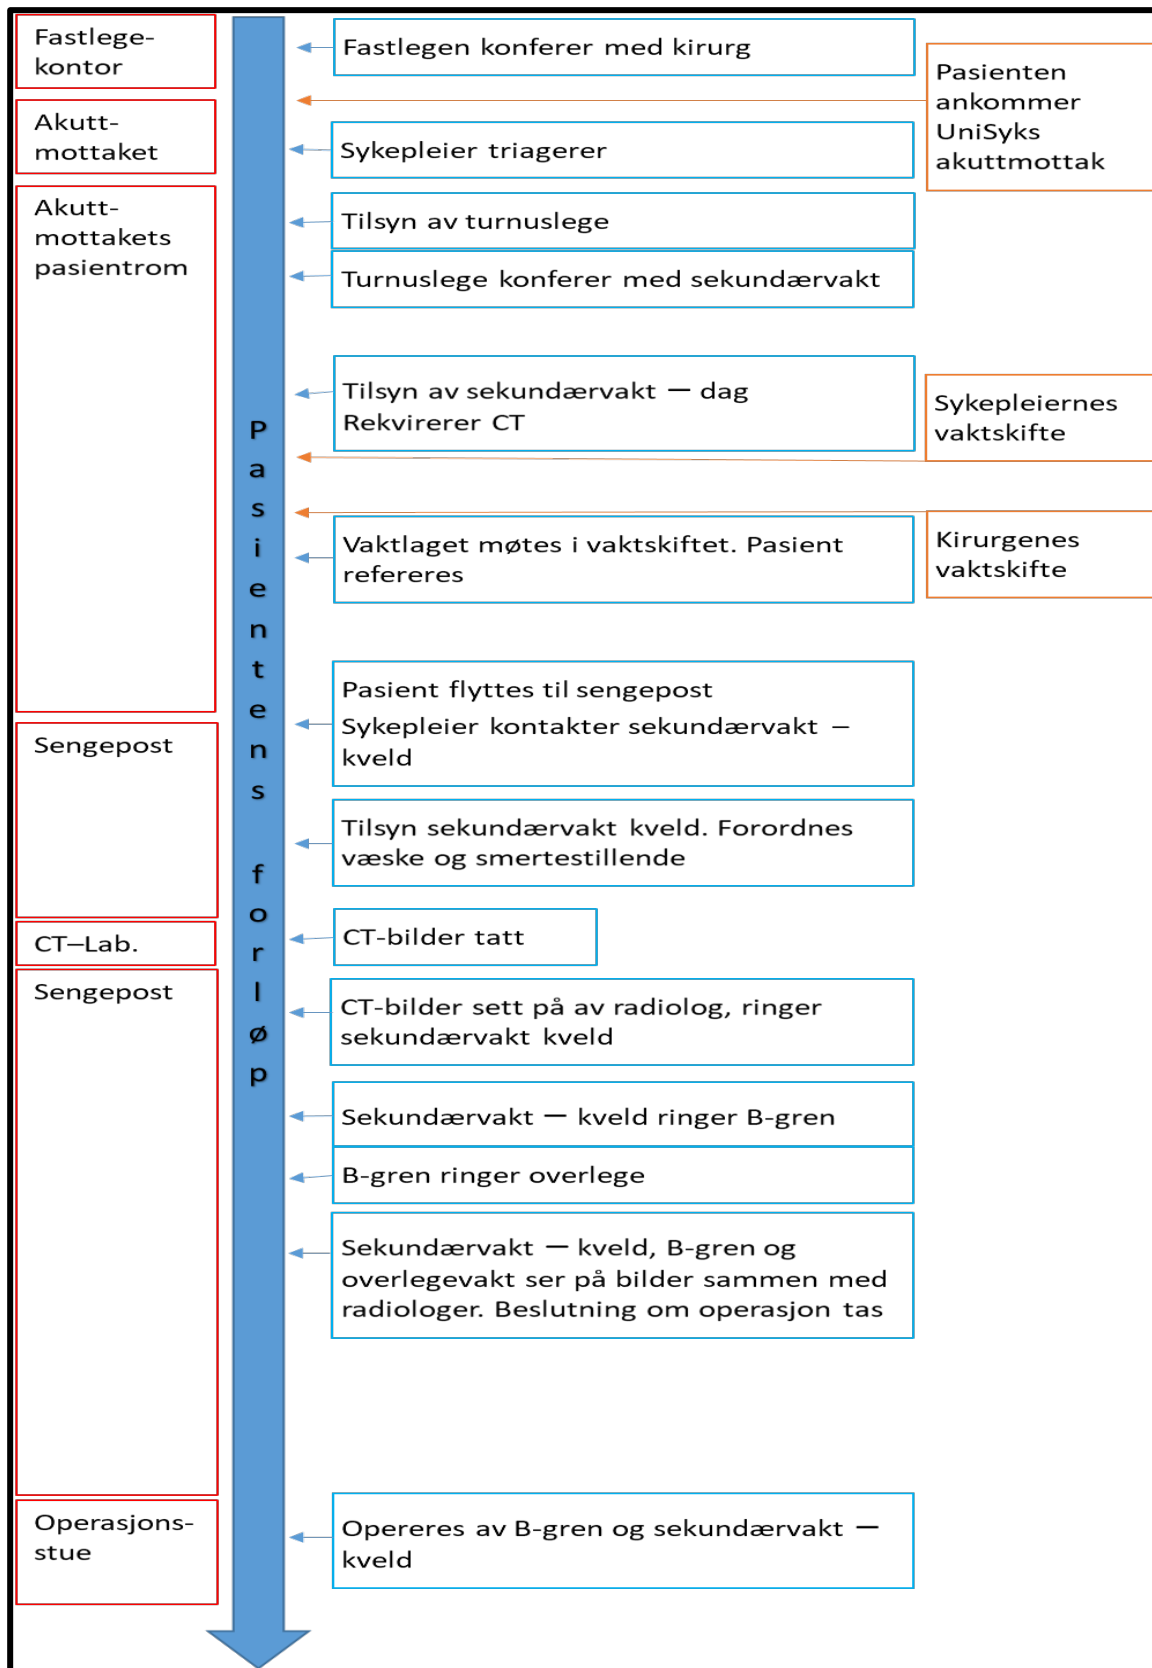 Fastlege-
kontor
Fastlegen konferer med kirurg
Pasienten
ankommer
UniSyks
akuttmottak
Akutt-
mottaket
Sykepleier triagerer
Akutt-
mottakets
pasientrom
Tilsyn av turnuslege
Turnuslege konferer med sekundærvakt
Tilsyn av sekundærvakt — dag
Rekvirerer CT
Sykepleiernes
vaktskifte
Kirurgenes
vaktskifte
Vaktlaget møtes i vaktskiftet. Pasient
refereres
Pasientens forløp
Pasient flyttes til sengepost
Sykepleier kontakter sekundærvakt –
kveld
Sengepost
Tilsyn sekundærvakt kveld. Forordnes
væske og smertestillende
CT–Lab.
CT-bilder tatt
Sengepost
CT-bilder sett på av radiolog, ringer
sekundærvakt kveld
Sekundærvakt — kveld ringer B-gren
B-gren ringer overlege
Sekundærvakt — kveld, B-gren og
overlegevakt ser på bilder sammen med
radiologer. Beslutning om operasjon tas
Operasjons-
stue
Opereres av B-gren og sekundærvakt —
kveld